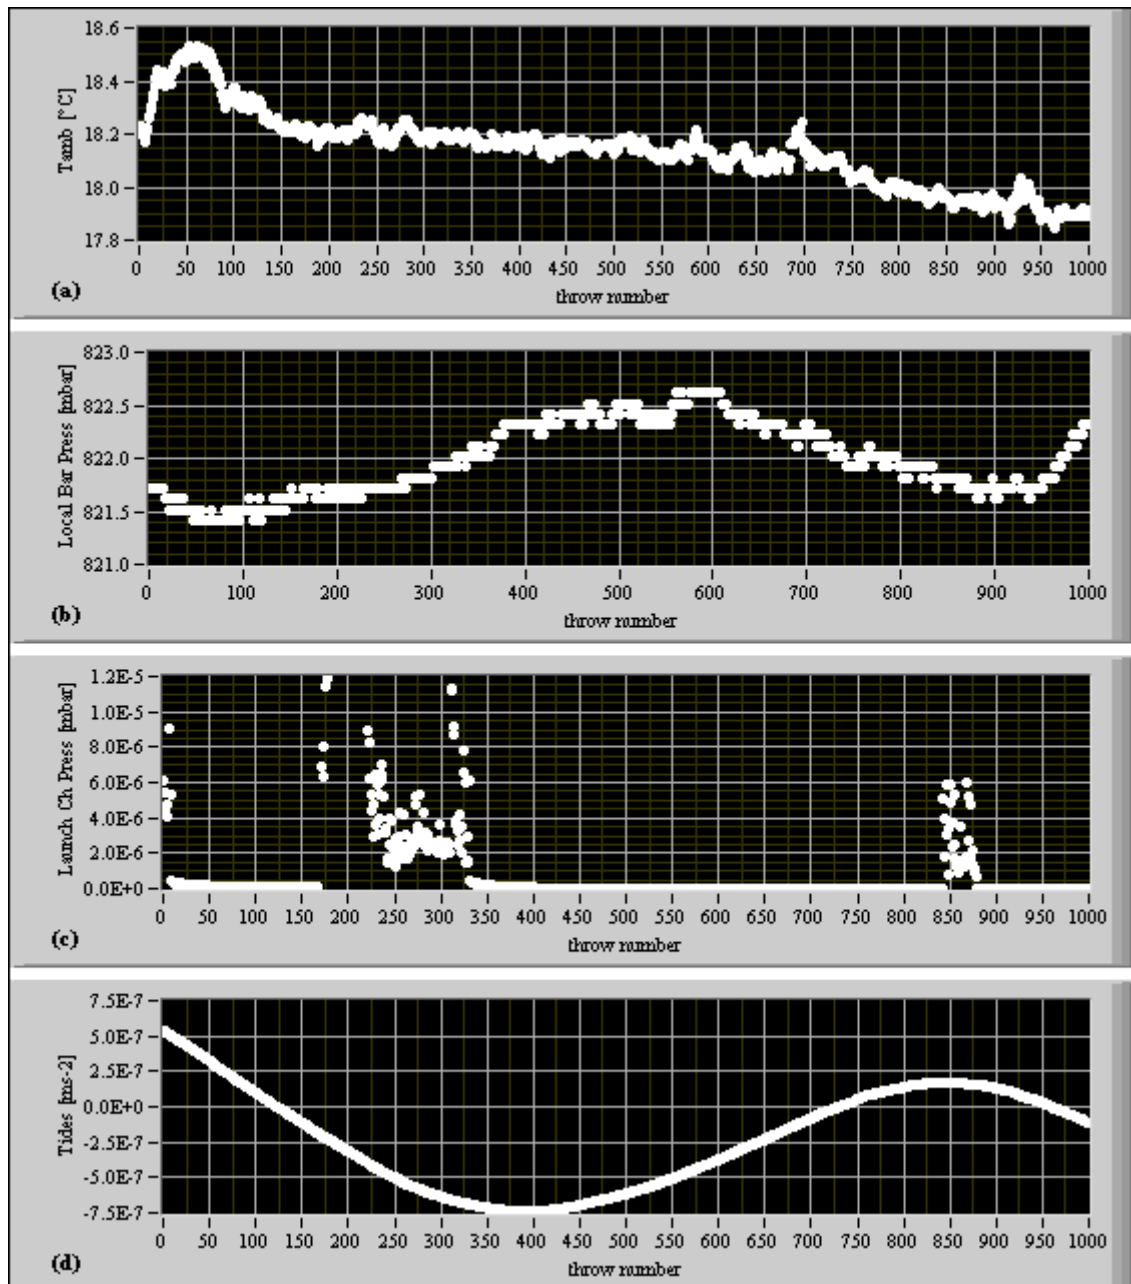 18.6
18.4
18.2
18.0
17.8
Tamb [°C]
0 50 100 150 200 250 300 350 400 450 500 550 600 650 700 750 800 850 900 950 1000
throw number
(a)
823.0
822.5
822.0
821.5
821.0
Local Bar Press [mbar]
0 100 200 300 400 500 600 700 800 900 1000
throw number
(b)
1.2E-5
1.0E-5
8.0E-6
6.0E-6
4.0E-6
2.0E-6
0.0E+0
Launch Ch Press [mbar]
0 50 100 150 200 250 300 350 400 450 500 550 600 650 700 750 800 850 900 950 1000
throw number
(c)
7.5E-7
5.0E-7
2.5E-7
0.0E+0
-2.5E-7
-5.0E-7
-7.5E-7
Tides [ms-2]
0 50 100 150 200 250 300 350 400 450 500 550 600 650 700 750 800 850 900 950 1000
throw number
(d)